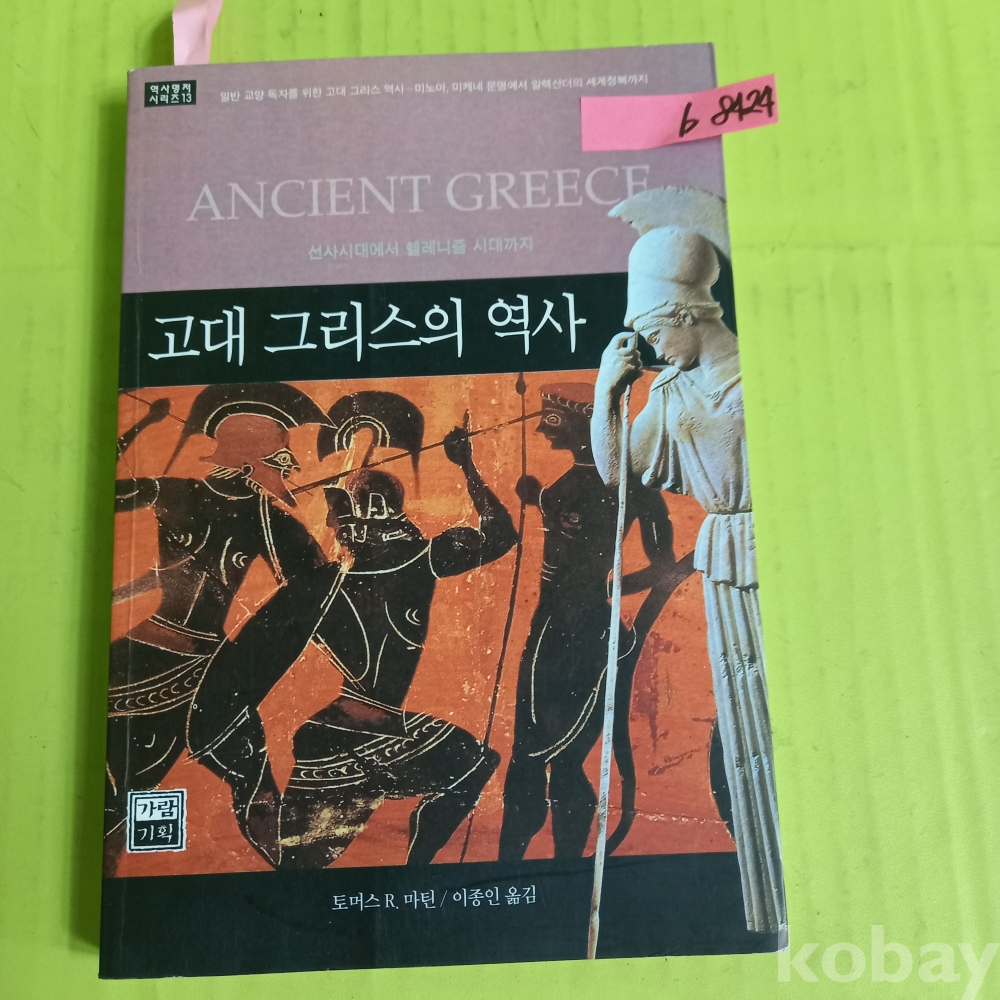 역사명저
시리즈 13
일반 교양 독자를 위한 고대 그리스 역사 - 미노아, 미케네 문명에서 알렉산더의 세계정복까지
b 8424
ANCIENT GREECE
선사시대에서 헬레니즘 시대까지
고대 그리스의 역사
가람
기획
토머스 R. 마틴 / 이종인 옮김
kobay